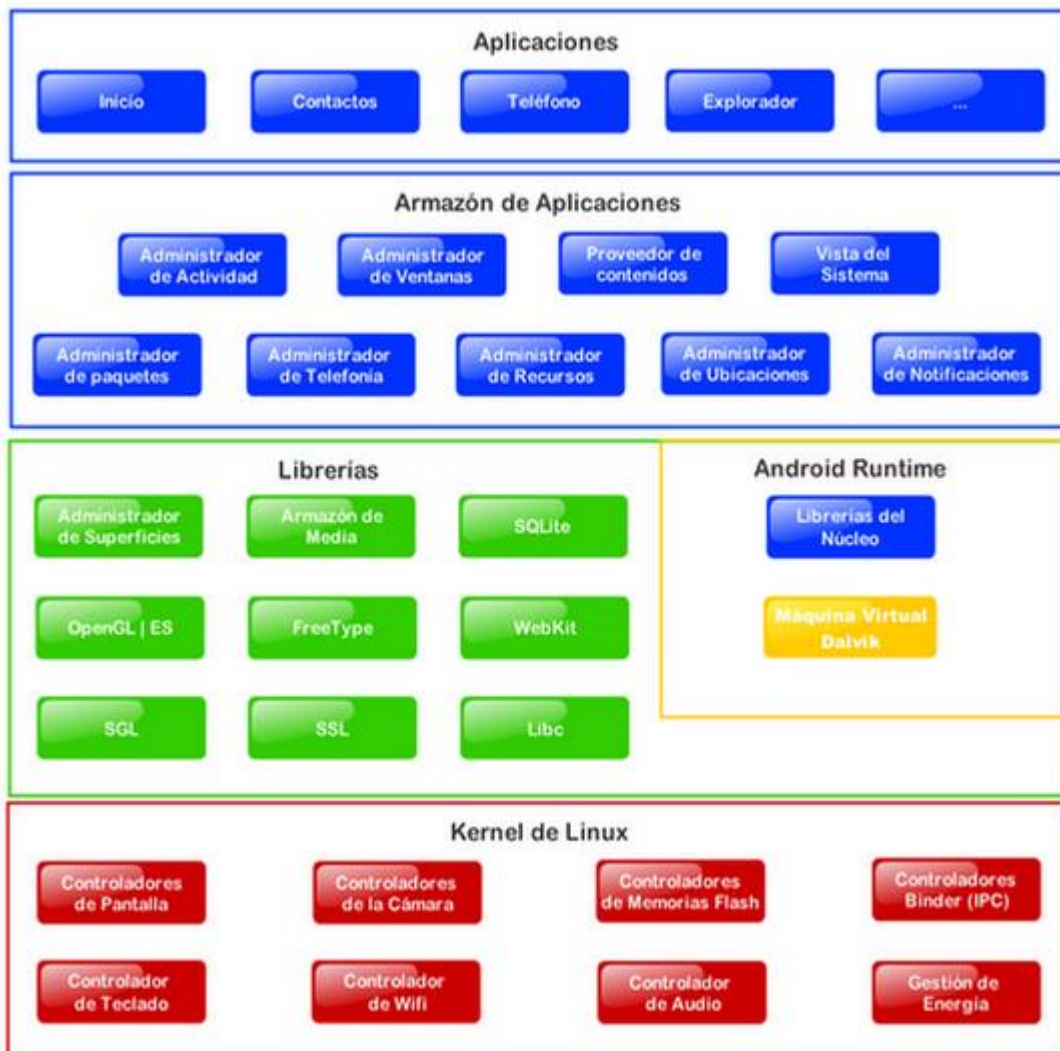 Aplicaciones
Inicio
Contactos
Teléfono
Explorador
...
Armazón de Aplicaciones
Administrador
de Actividad
Administrador
de Ventanas
Proveedor de
contenidos
Vista del
Sistema
Administrador
de paquetes
Administrador
de Telefonía
Administrador
de Recursos
Administrador
de Ubicaciones
Administrador
de Notificaciones
Librerías
Administrador
de Superficies
Armazón de
Media
SQLite
OpenGL | ES
FreeType
WebKit
SGL
SSL
Libc
Android Runtime
Librerías del
Núcleo
Máquina Virtual
Dalvik
Kernel de Linux
Controladores
de Pantalla
Controladores
de la Cámara
Controladores
de Memorias Flash
Controladores
Binder (IPC)
Controlador
de Teclado
Controlador
de Wifi
Controlador
de Audio
Gestión de
Energía